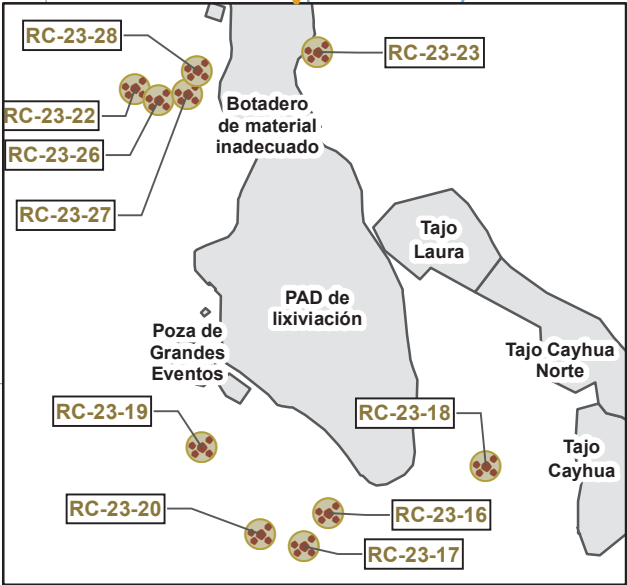 RC-23-28
RC-23-23
RC-23-22
RC-23-26
RC-23-27
Botadero
de material
inadecuado
Tajo
Laura
PAD de
lixiviación
Poza de
Grandes
Eventos
Tajo Cayhua
Norte
RC-23-19
RC-23-18
Tajo
Cayhua
RC-23-20
RC-23-16
RC-23-17